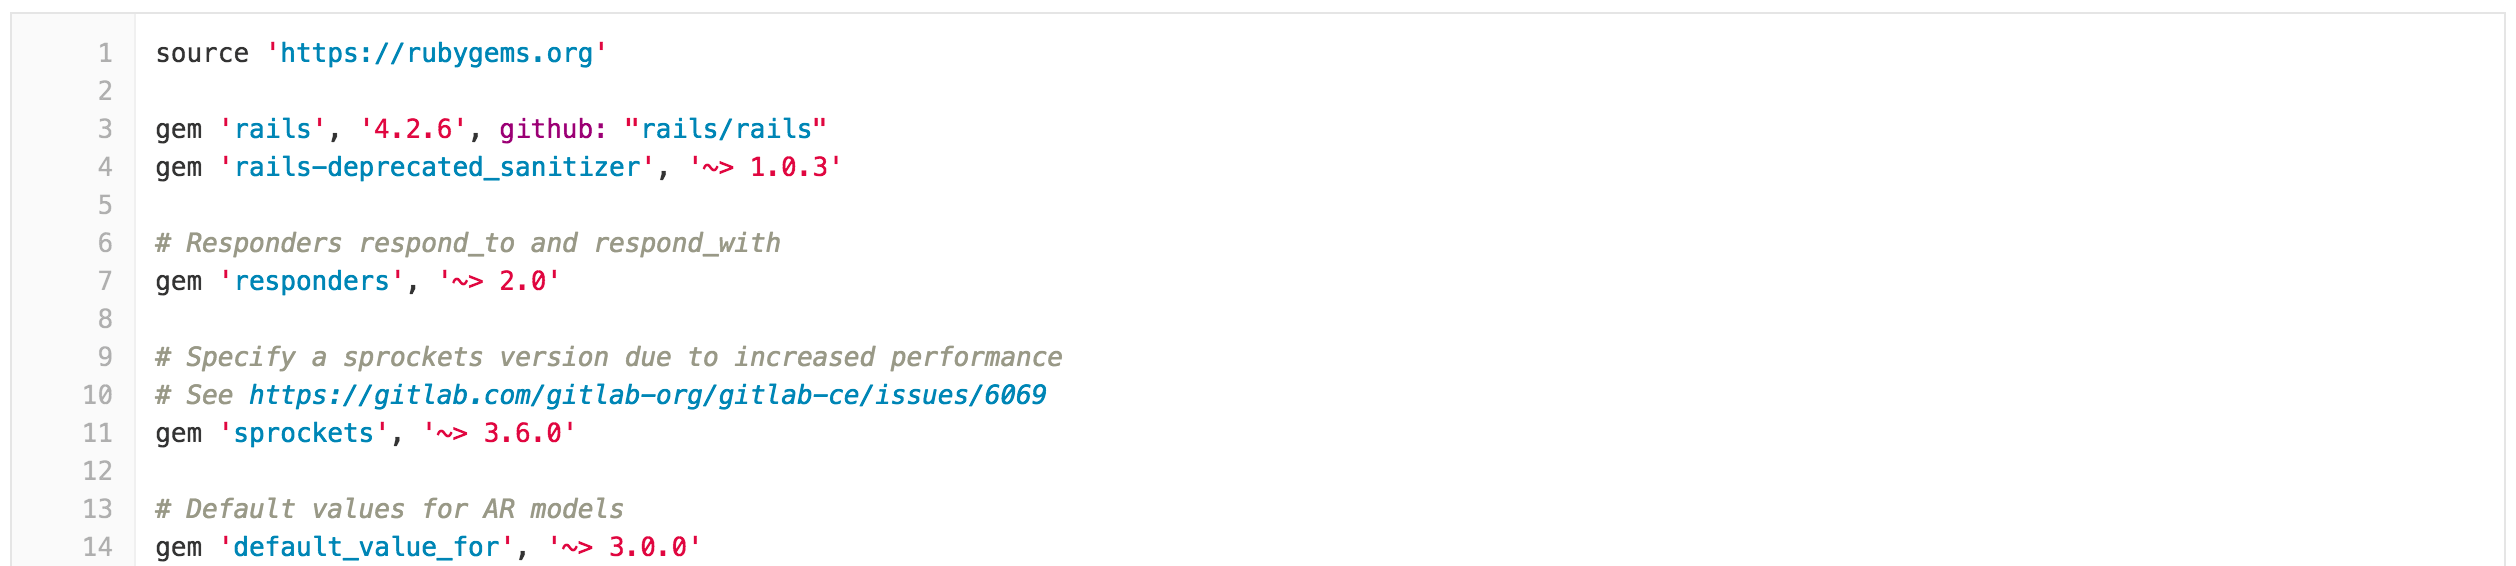 1 source 'https://rubygems.org'
2
3 gem 'rails', '4.2.6', github: "rails/rails"
4 gem 'rails-deprecated_sanitizer', '~> 1.0.3'
5
6 # Responders respond_to and respond_with
7 gem 'responders', '~> 2.0'
8
9 # Specify a sprockets version due to increased performance
10 # See https://gitlab.com/gitlab-org/gitlab-ce/issues/6069
11 gem 'sprockets', '~> 3.6.0'
12
13 # Default values for AR models
14 gem 'default_value_for', '~> 3.0.0'